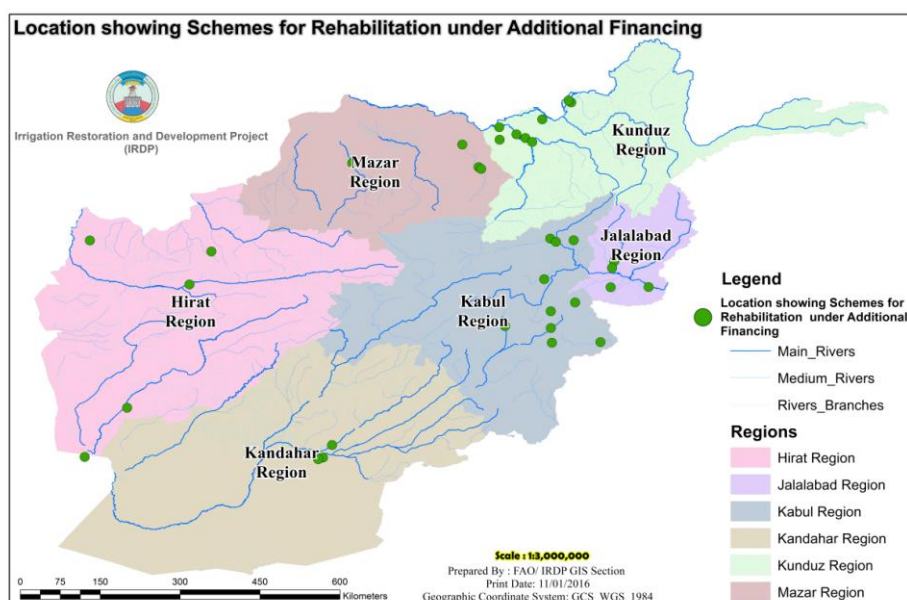 Location showing Schemes for Rehabilitation under Additional Financing
Irrigation Restoration and Development Project
(IRDP)
Kunduz
Region
Mazar
Region
Jalalabad
Region
Hirat
Region
Kabul
Region
Kandahar
Region
Legend
Location showing Schemes for
Rehabilitation under Additional
Financing
Main_Rivers
Medium_Rivers
Rivers_Branches
Regions
Hirat Region
Jalalabad Region
Kabul Region
Kandahar Region
Kunduz Region
Mazar Region
Scale : 1:3,000,000
Prepared By : FAO/ IRDP GIS Section
Print Date: 11/01/2016
Geographic Coordinate System: GCS_WGS_1984
0 75 150 300 450 600
Kilometers